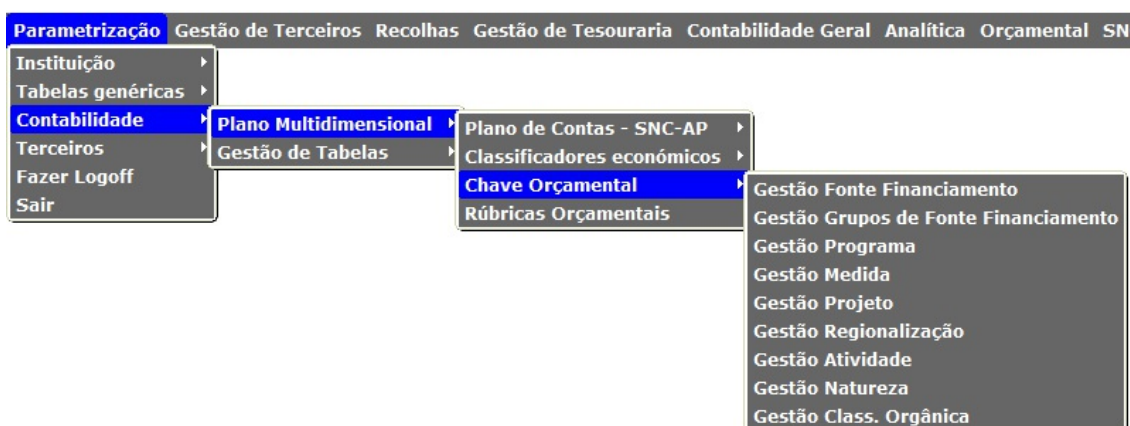 Parametrização Gestão de Terceiros Recolhas Gestão de Tesouraria Contabilidade Geral Analítica Orçamental SN
Instituição
Tabelas genéricas
Contabilidade
Terceiros
Fazer Logoff
Sair
Plano Multidimensional
Gestão de Tabelas
Plano de Contas - SNC-AP
Classificadores económicos
Chave Orçamental
Rúbricas Orçamentais
Gestão Fonte Financiamento
Gestão Grupos de Fonte Financiamento
Gestão Programa
Gestão Medida
Gestão Projeto
Gestão Regionalização
Gestão Atividade
Gestão Natureza
Gestão Class. Orgânica